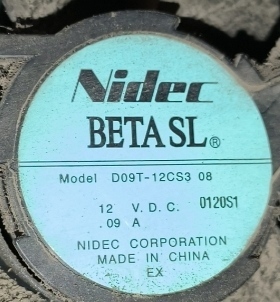 Nidec
BETA SL®
Model D09T-12CS3 08
12 V.D.C. 0120S1
.09 A
NIDEC CORPORATION
MADE IN CHINA
EX